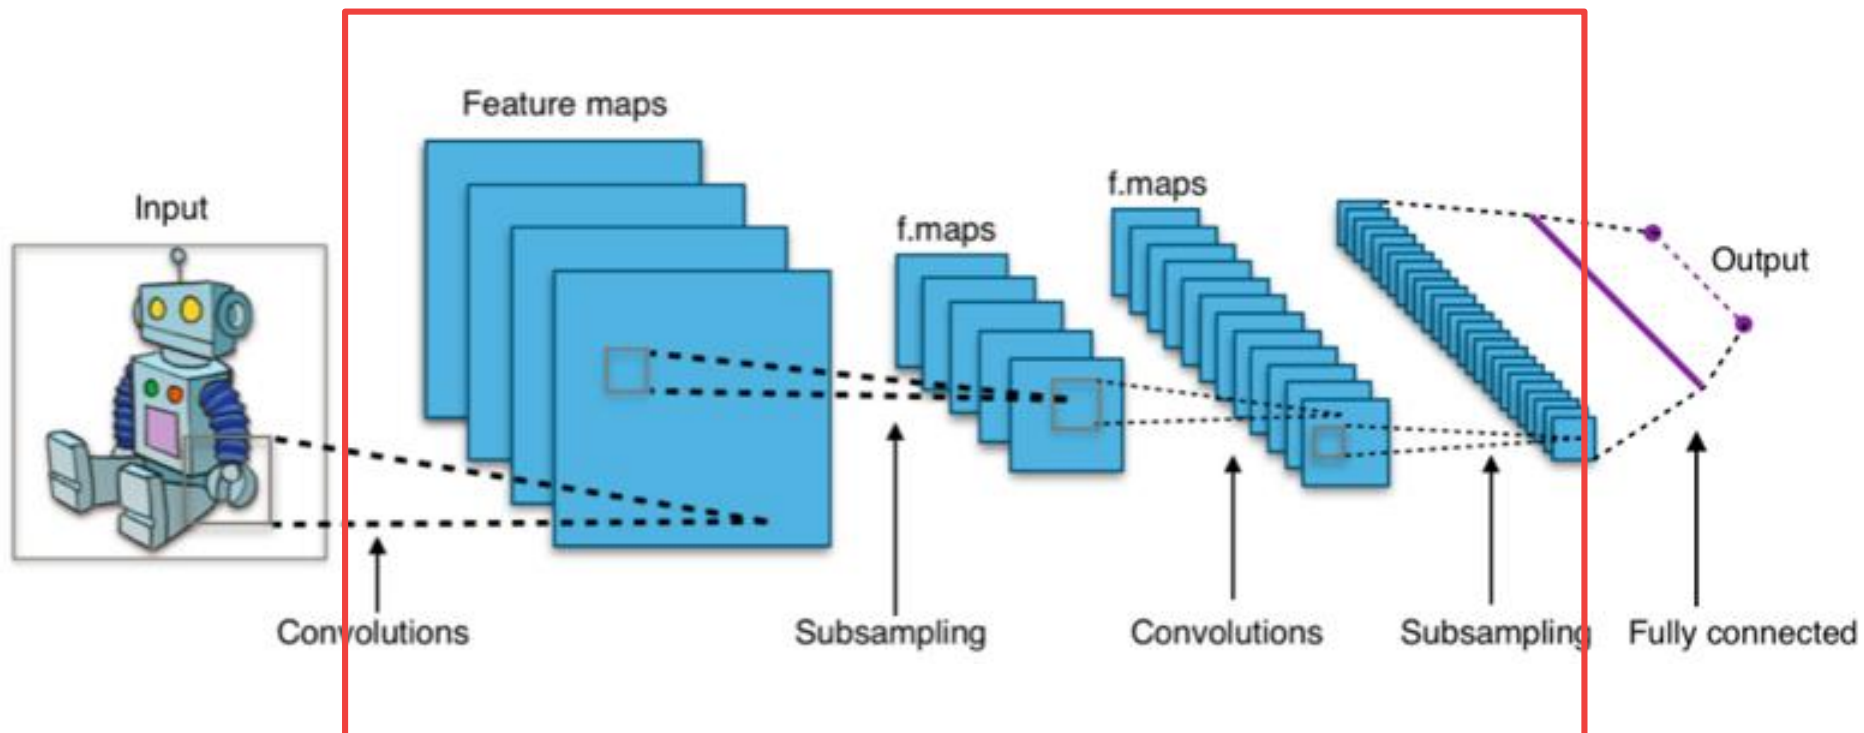 Feature maps
f.maps
Input
f.maps
Output
Convolutions
Subsampling
Convolutions
Subsampling
Fully connected